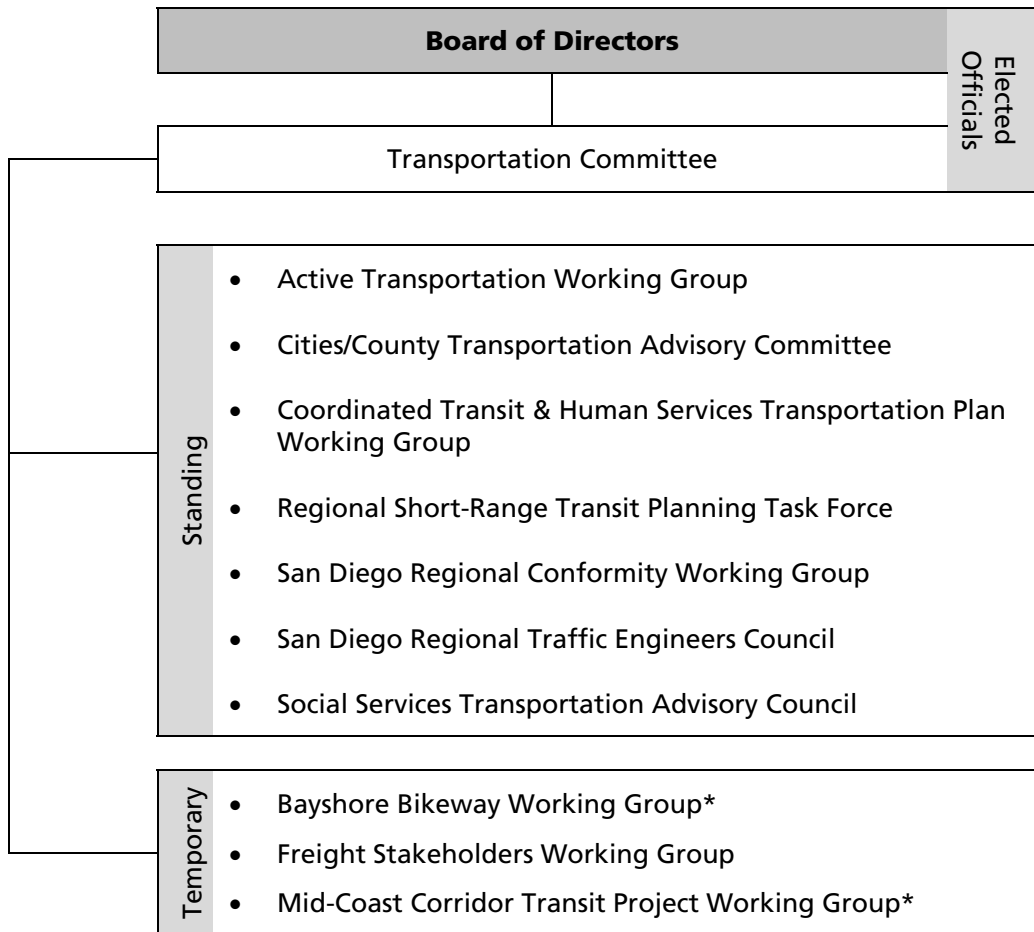 Board of Directors
Elected
Officials
Transportation Committee
Standing
• Active Transportation Working Group
• Cities/County Transportation Advisory Committee
• Coordinated Transit & Human Services Transportation Plan
Working Group
• Regional Short-Range Transit Planning Task Force
• San Diego Regional Conformity Working Group
• San Diego Regional Traffic Engineers Council
• Social Services Transportation Advisory Council
Temporary
• Bayshore Bikeway Working Group*
• Freight Stakeholders Working Group
• Mid-Coast Corridor Transit Project Working Group*